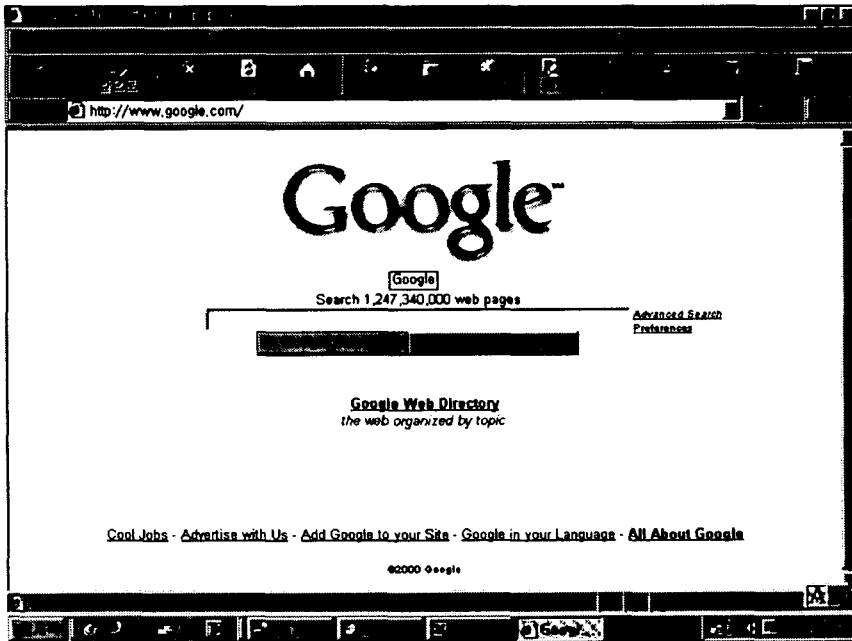 http://www.google.com/
Google™
Google
Search 1,247,340,000 web pages
Advanced Search
Preferences
Google Web Directory
the web organized by topic
Cool Jobs - Advertise with Us - Add Google to your Site - Google in your Language - All About Google
©2000 Google